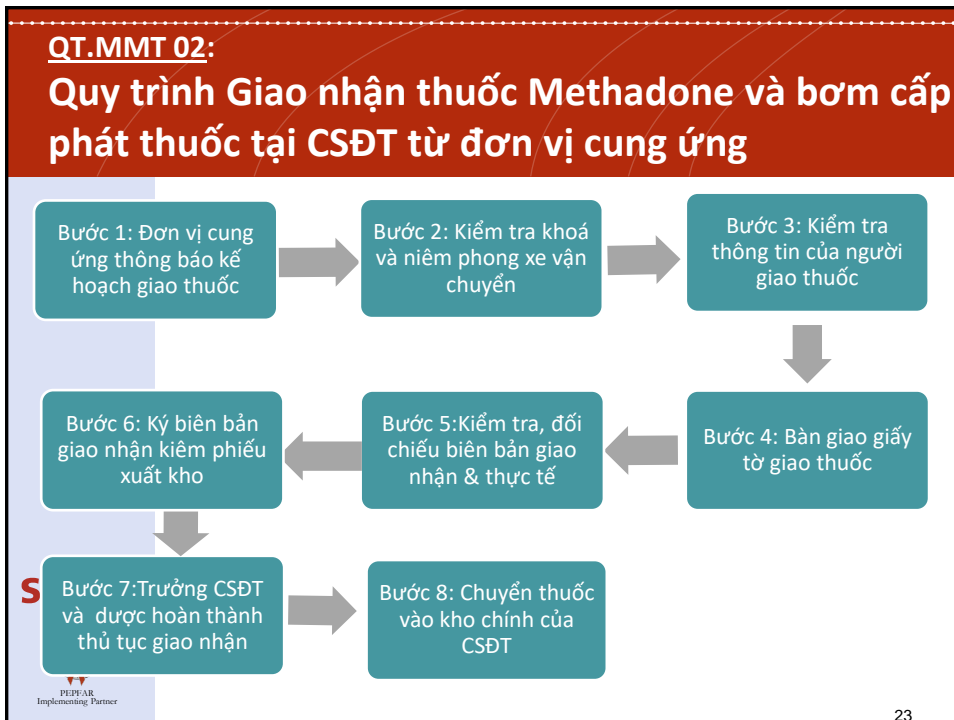 QT.MMT 02:
Quy trình Giao nhận thuốc Methadone và bơm cấp
phát thuốc tại CSĐT từ đơn vị cung ứng
Bước 1: Đơn vị cung
ứng thông báo kế
hoạch giao thuốc
Bước 2: Kiểm tra khoá
và niêm phong xe vận
chuyển
Bước 3: Kiểm tra
thông tin của người
giao thuốc
Bước 4: Bàn giao giấy
tờ giao thuốc
Bước 5:Kiểm tra, đối
chiếu biên bản giao
nhận & thực tế
Bước 6: Ký biên bản
giao nhận kiêm phiếu
xuất kho
S
Bước 7:Trưởng CSĐT
và dược hoàn thành
thủ tục giao nhận
Bước 8: Chuyển thuốc
vào kho chính của
CSĐT
PEPFAR
Implementing Partner
23